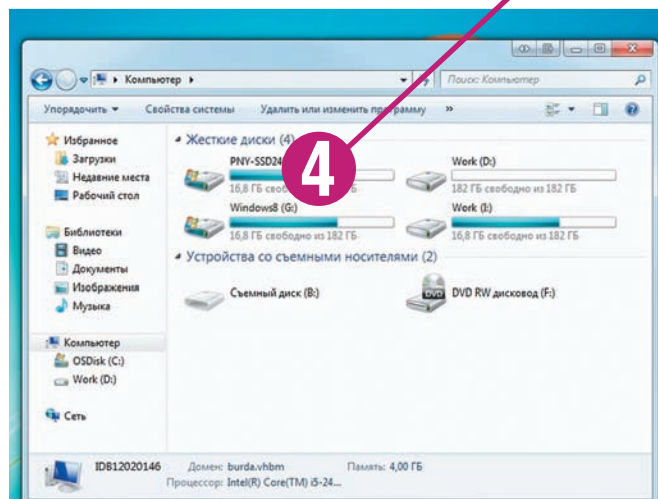 Компьютер
Поиск: Компьютер
Упорядочить
Свойства системы
Удалить или изменить программу
»
Избранное
Загрузки
Недавние места
Рабочий стол
Библиотеки
Видео
Документы
Изображения
Музыка
Компьютер
OSDisk (C:)
Work (D:)
Сеть
Жесткие диски (4)
PNY-SSD24
4
16,8 ГБ
ГБ
Work (D:)
182 ГБ свободно из 182 ГБ
Windows8 (G:)
16,8 ГБ свободно из 182 ГБ
Work (I:)
16,8 ГБ свободно из 182 ГБ
Устройства со съемными носителями (2)
Съемный диск (B:)
DVD RW дисковод (F:)
DVD
IDB12020146
Домен: burda.vhbm
Память: 4,00 ГБ
Процессор: Intel(R) Core(TM) i5-24...